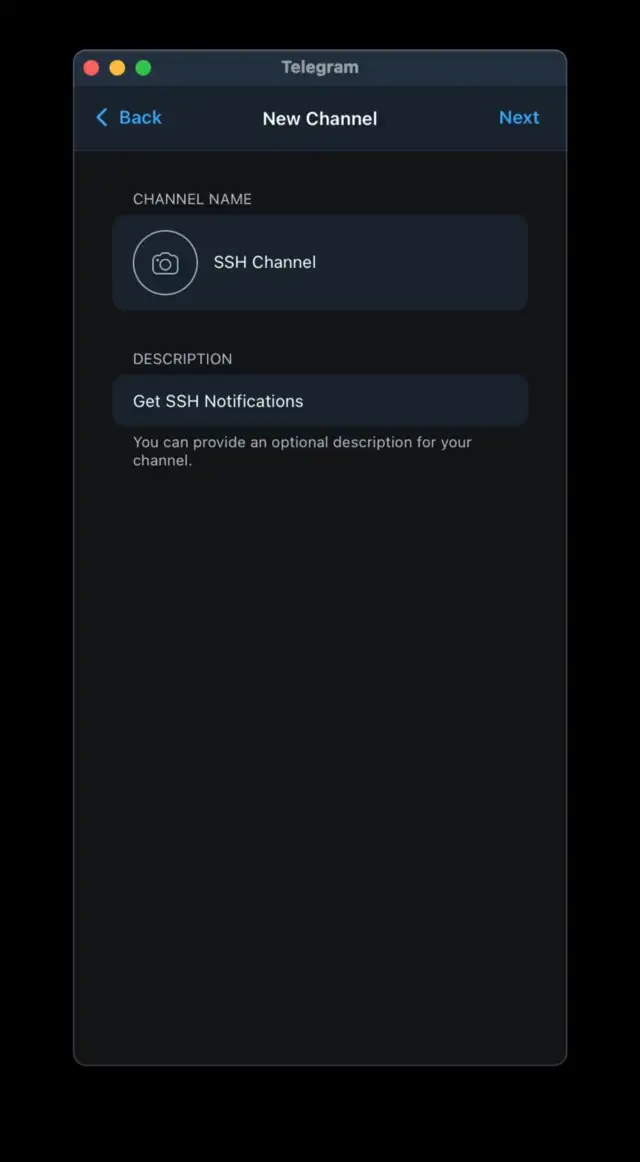 Telegram
Back
New Channel
Next
CHANNEL NAME
SSH Channel
DESCRIPTION
Get SSH Notifications
You can provide an optional description for your
channel.